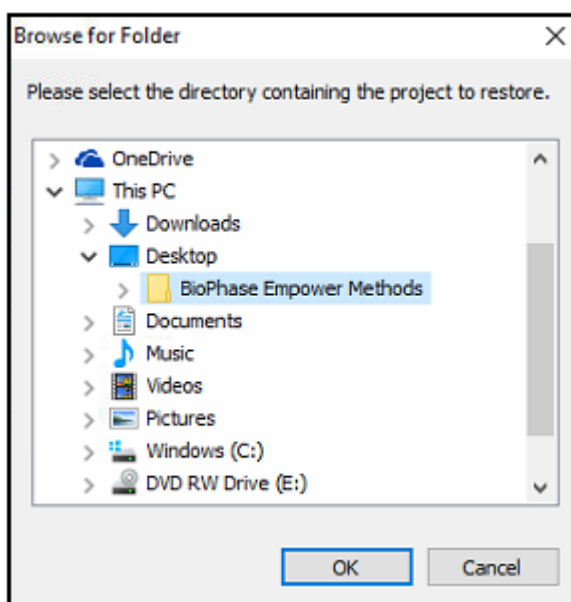 Browse for Folder
Please select the directory containing the project to restore.
OneDrive
This PC
Downloads
Desktop
BioPhase Empower Methods
Documents
Music
Videos
Pictures
Windows (C:)
DVD RW Drive (E:)
OK Cancel